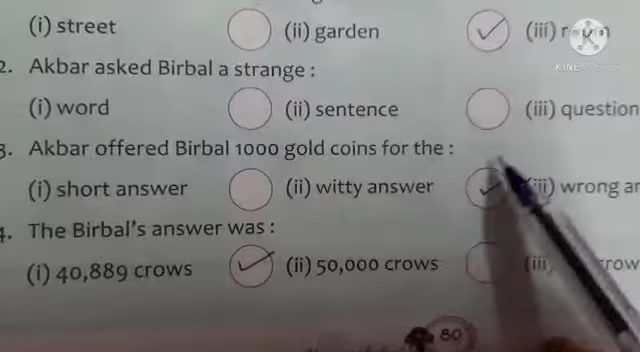 (i) street (ii) garden (iii)
2. Akbar asked Birbal a strange :
(i) word (ii) sentence (iii) question
3. Akbar offered Birbal 1000 gold coins for the :
(i) short answer (ii) witty answer (iii) wrong
4. The Birbal's answer was :
(i) 40,889 crows (ii) 50,000 crows (iii)
80